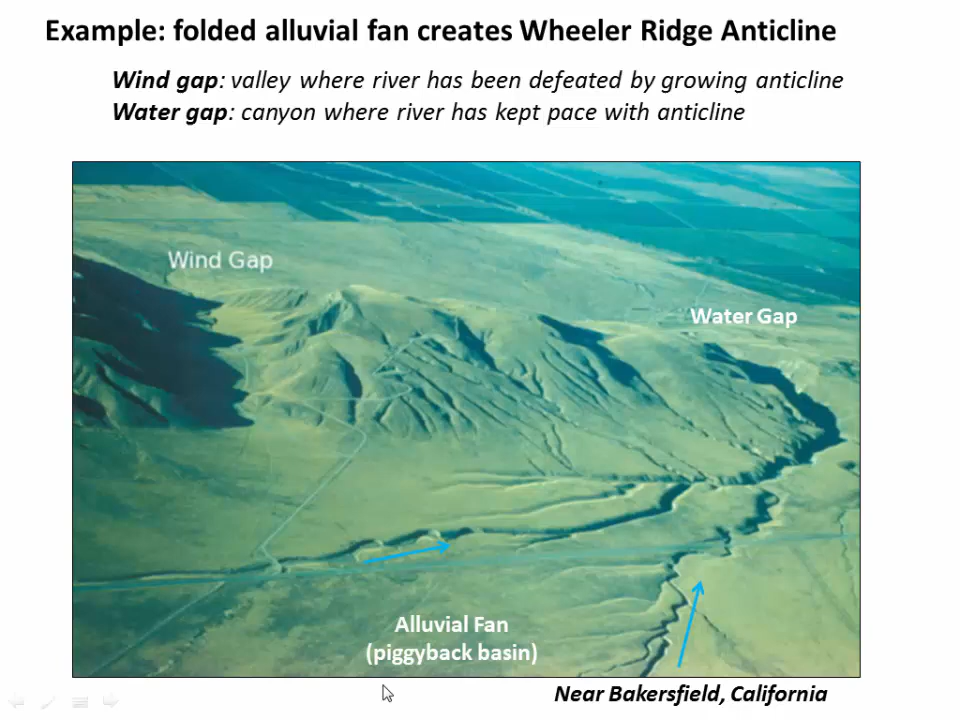 Example: folded alluvial fan creates Wheeler Ridge Anticline
Wind gap: valley where river has been defeated by growing anticline
Water gap: canyon where river has kept pace with anticline
Wind Gap
Water Gap
Alluvial Fan
(piggyback basin)
Near Bakersfield, California